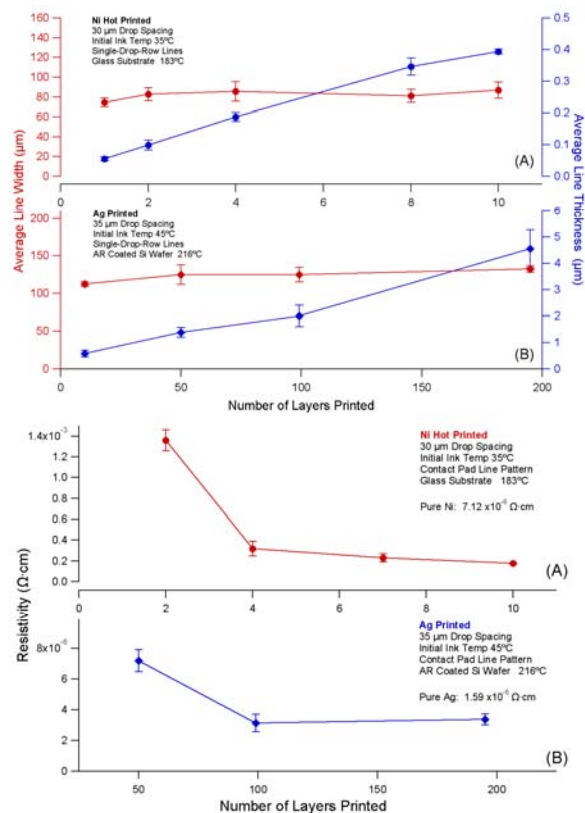 160
140
120
100
80
60
40
20
0
Ni Hot Printed
30 µm Drop Spacing
Initial Ink Temp 35ºC
Single-Drop-Row Lines
Glass Substrate 183ºC
0.5
0.4
0.3
0.2
0.1
0.0
(A)
0 2 4 6 8 10
Average Line Width (µm)
Average Line Thickness (µm)
200
150
100
50
0
Ag Printed
35 µm Drop Spacing
Initial Ink Temp 45ºC
Single-Drop-Row Lines
AR Coated Si Wafer 216ºC
6
5
4
3
2
1
0
(B)
0 50 100 150 200
Number of Layers Printed
1.4x10⁻³
1.2
1.0
0.8
0.6
0.4
0.2
0.0
Ni Hot Printed
30 µm Drop Spacing
Initial Ink Temp 35ºC
Contact Pad Line Pattern
Glass Substrate 183ºC
Pure Ni: 7.12 x10⁻⁶ Ω·cm
(A)
0 2 4 6 8 10
Resistivity (Ω·cm)
8x10⁻⁶
6
4
2
0
Ag Printed
35 µm Drop Spacing
Initial Ink Temp 45ºC
Contact Pad Line Pattern
AR Coated Si Wafer 216ºC
Pure Ag: 1.59 x10⁻⁶ Ω·cm
(B)
50 100 150 200
Number of Layers Printed